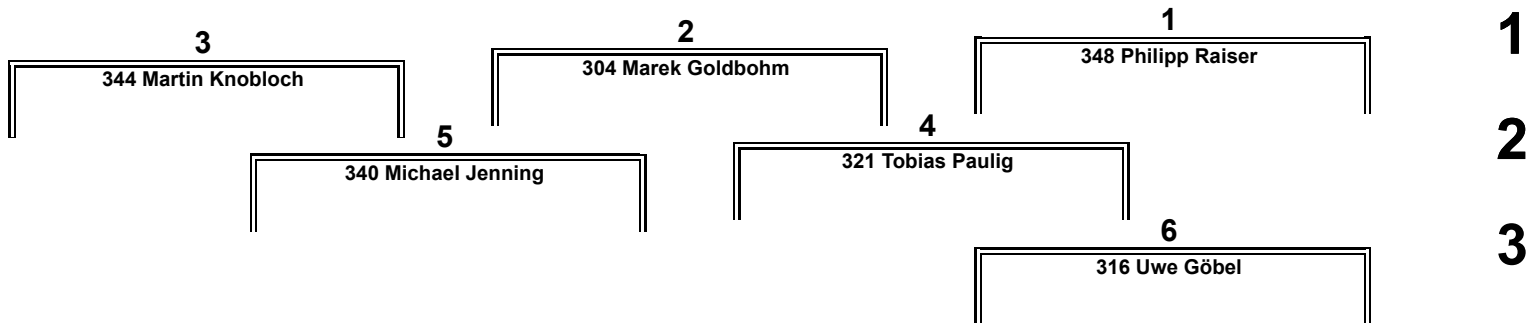 3
344 Martin Knobloch
2
304 Marek Goldbohm
1
348 Philipp Raiser
1
5
340 Michael Jenning
4
321 Tobias Paulig
2
6
316 Uwe Göbel
3